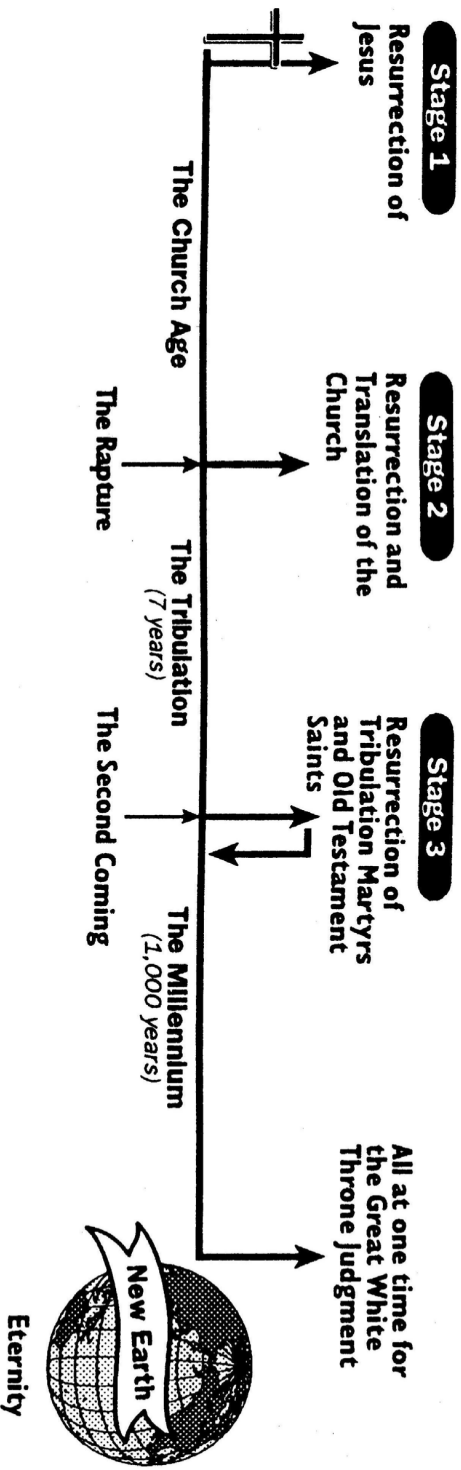 Stage 1
Resurrection of
Jesus
Stage 2
Resurrection and
Translation of the
Church
Stage 3
Resurrection of
Tribulation Martyrs
and Old Testament
Saints
All at one time for
the Great White
Throne Judgment
The Church Age
The Rapture
The Tribulation
(7 years)
The Second Coming
The Millennium
(1,000 years)
New Earth
Eternity